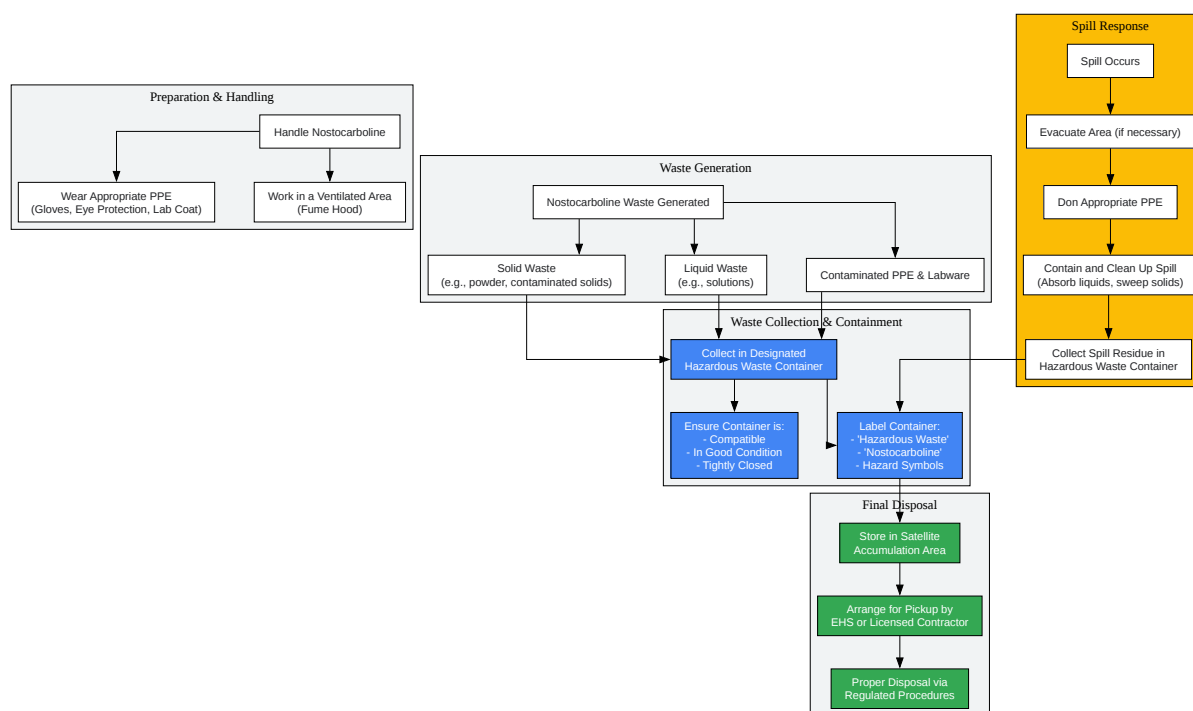 Preparation & Handling
Handle Nostocarboline
Wear Appropriate PPE
(Gloves, Eye Protection, Lab Coat)
Work in a Ventilated Area
(Fume Hood)
Waste Generation
Nostocarboline Waste Generated
Solid Waste
(e.g., powder, contaminated solids)
Liquid Waste
(e.g., solutions)
Contaminated PPE & Labware
Waste Collection & Containment
Collect in Designated
Hazardous Waste Container
Ensure Container is:
- Compatible
- In Good Condition
- Tightly Closed
Label Container:
- 'Hazardous Waste'
- 'Nostocarboline'
- Hazard Symbols
Spill Response
Spill Occurs
Evacuate Area (if necessary)
Don Appropriate PPE
Contain and Clean Up Spill
(Absorb liquids, sweep solids)
Collect Spill Residue in
Hazardous Waste Container
Final Disposal
Store in Satellite
Accumulation Area
Arrange for Pickup by
EHS or Licensed Contractor
Proper Disposal via
Regulated Procedures